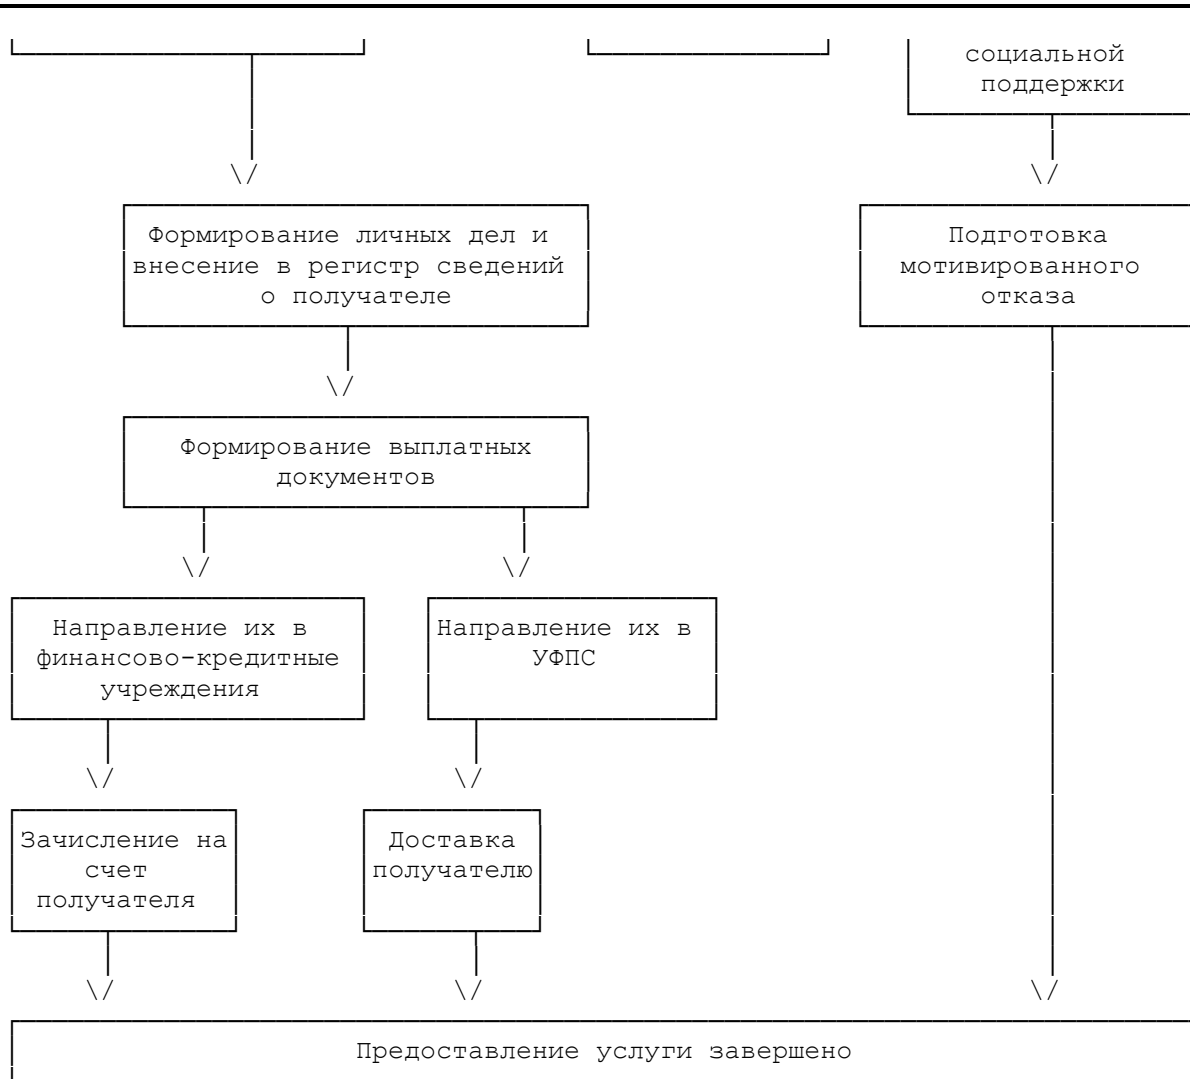 социальной
поддержки
Формирование личных дел и
внесение в регистр сведений
о получателе
Подготовка
мотивированного
отказа
Формирование выплатных
документов
Направление их в
финансово-кредитные
учреждения
Направление их в
УФПС
Зачисление на
счет
получателя
Доставка
получателю
Предоставление услуги завершено